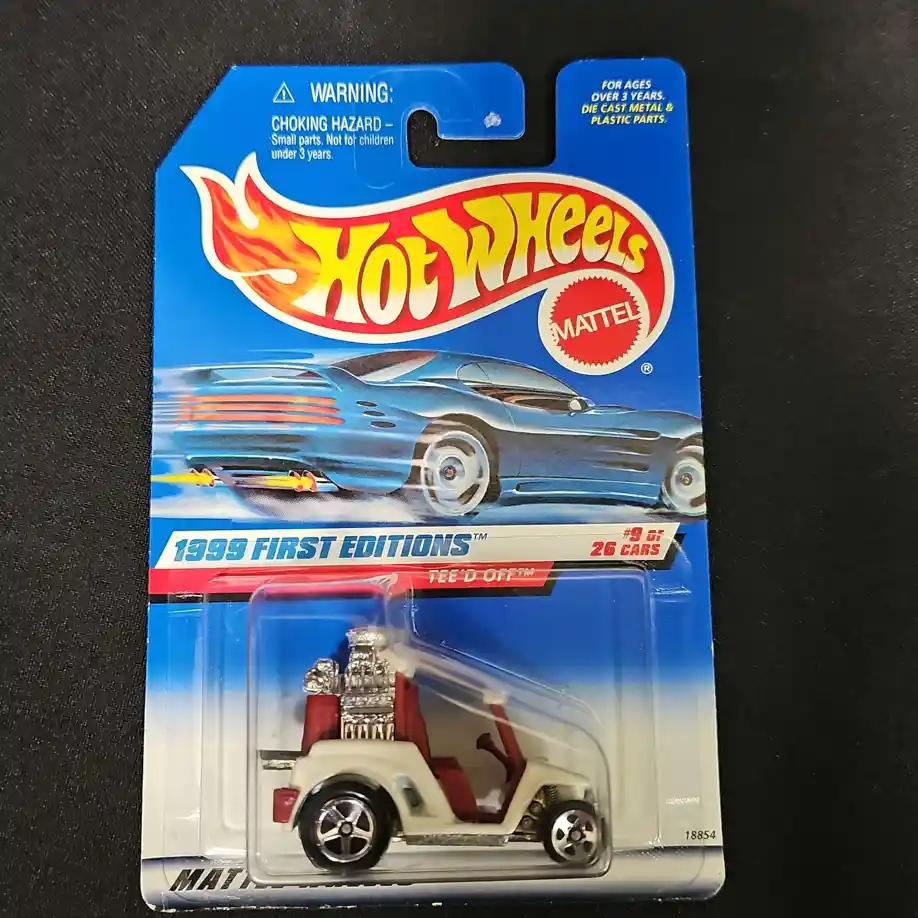 WARNING:
CHOKING HAZARD –
Small parts. Not for children
under 3 years.
FOR AGES
OVER 3 YEARS.
DIE CAST METAL &
PLASTIC PARTS.
HOT WHEELS
MATTEL
®
1999 FIRST EDITIONS™
#9 OF
26 CARS
TEE'D OFF™
18854